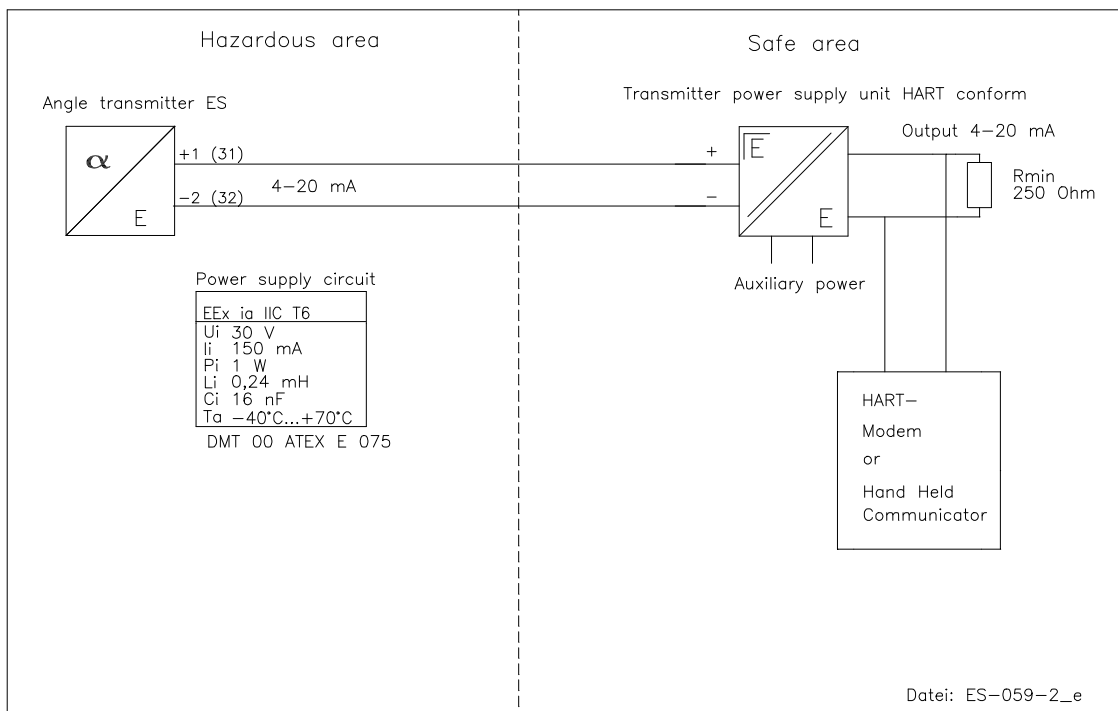 Hazardous area
Safe area
Angle transmitter ES
Transmitter power supply unit HART conform
Output 4-20 mA
α
E
+1 (31)
4-20 mA
-2 (32)
+
-
E
E
Rmin
250 Ohm
Auxiliary power
Power supply circuit
EEx ia IIC T6
Ui 30 V
Ii 150 mA
Pi 1 W
Li 0,24 mH
Ci 16 nF
Ta -40°C...+70°C
DMT 00 ATEX E 075
HART-
Modem
or
Hand Held
Communicator
Datei: ES-059-2_e